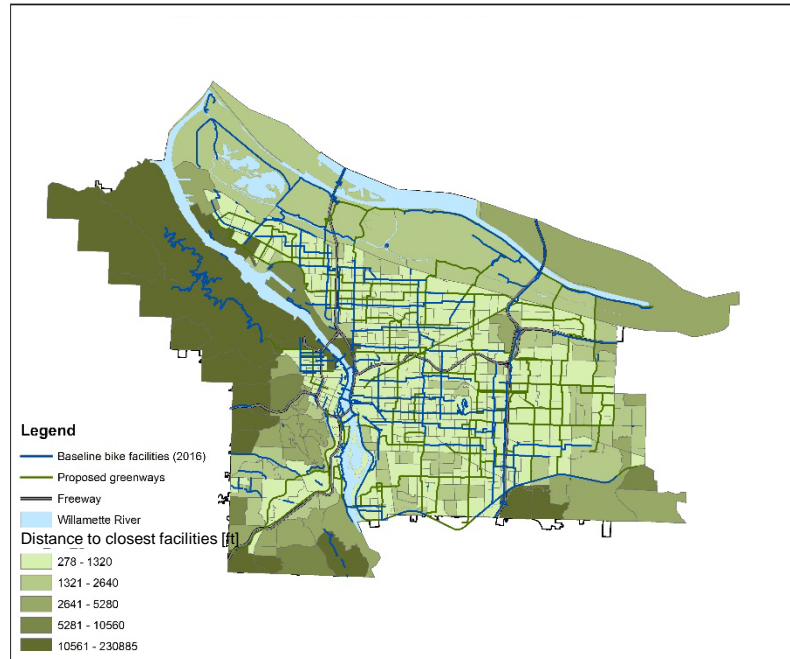 Legend
Baseline bike facilities (2016)
Proposed greenways
Freeway
Willamette River
Distance to closest facilities [ft]
278 - 1320
1321 - 2640
2641 - 5280
5281 - 10560
10561 - 230885